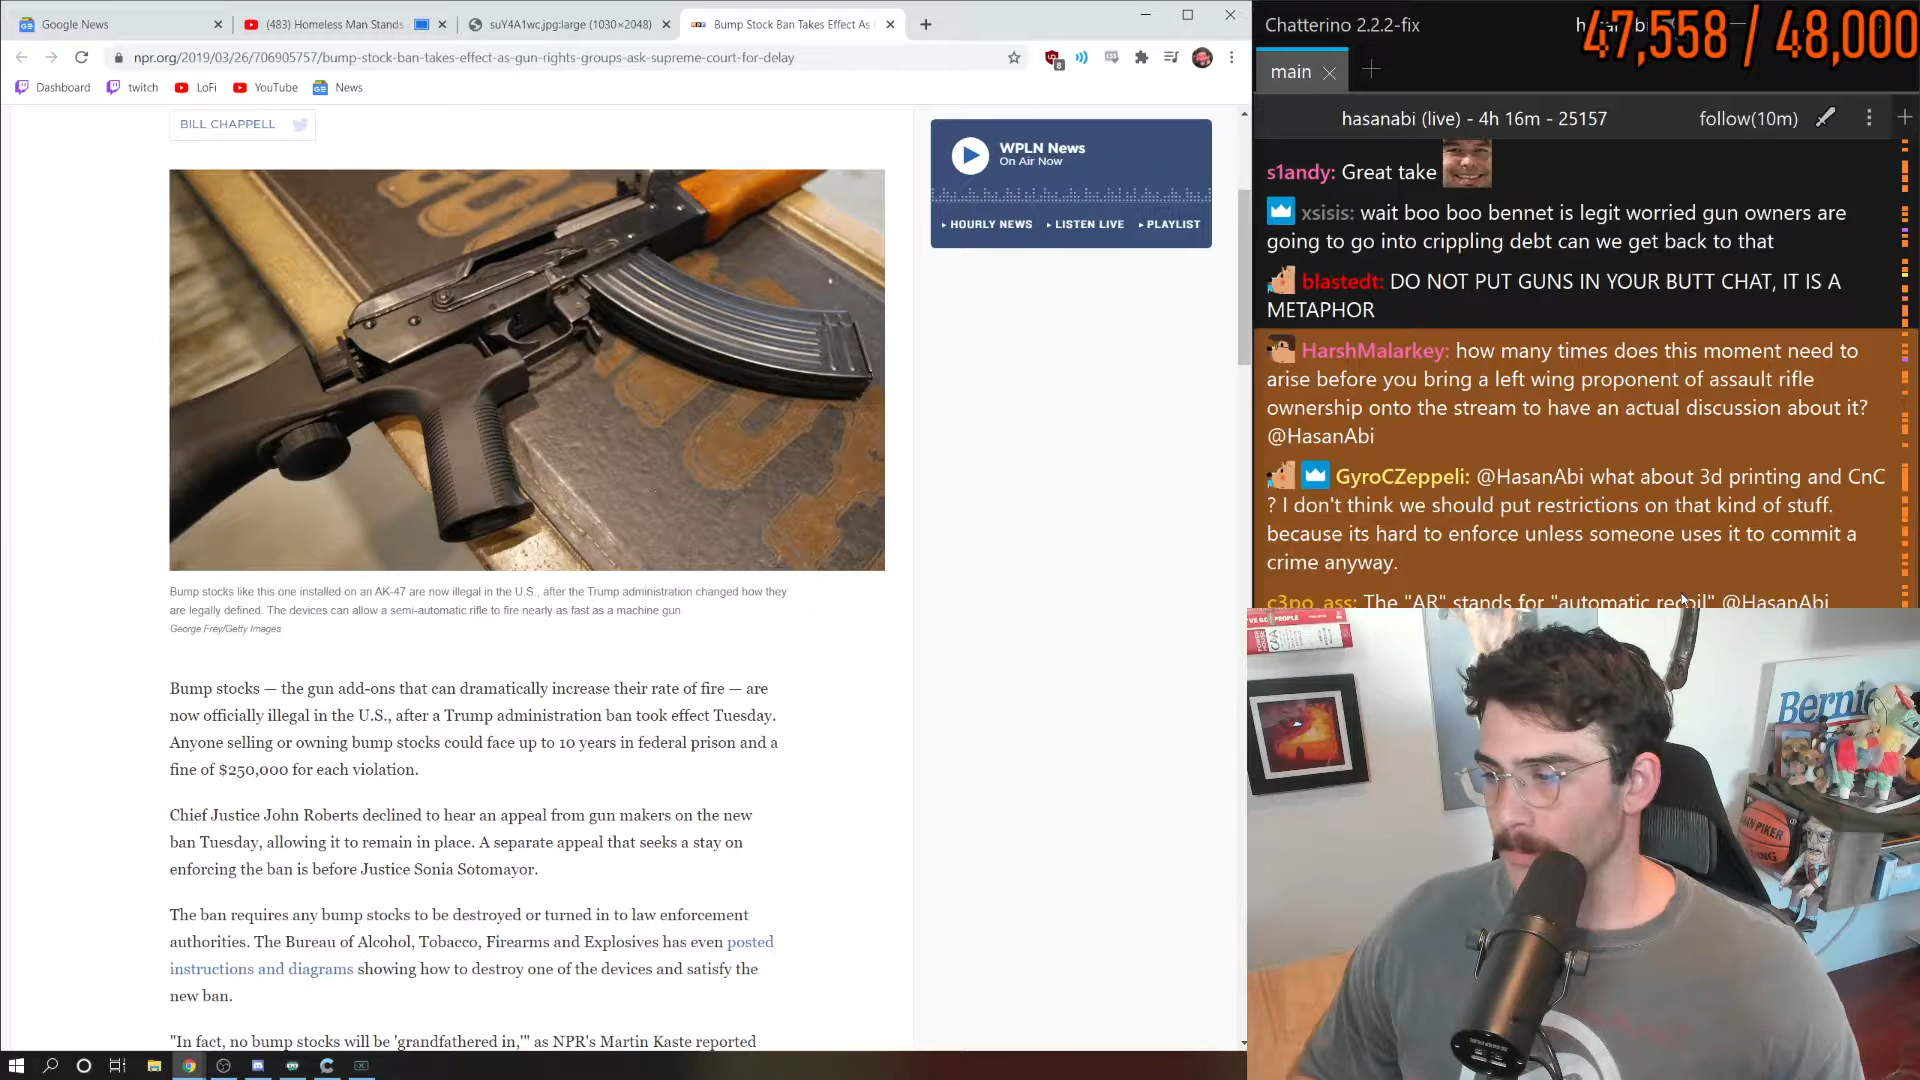 Google News
(483) Homeless Man Stands
suY4A1wc.jpg:large (1030×2048)
Bump Stock Ban Takes Effect As
npr.org/2019/03/26/706905757/bump-stock-ban-takes-effect-as-gun-rights-groups-ask-supreme-court-for-delay
8
Dashboard
twitch
LoFi
YouTube
News
BILL CHAPPELL
WPLN News
On Air Now
HOURLY NEWS
LISTEN LIVE
PLAYLIST
Bump stocks like this one installed on an AK-47 are now illegal in the U.S., after the Trump administration changed how they
are legally defined. The devices can allow a semi-automatic rifle to fire nearly as fast as a machine gun.
George Frey/Getty Images
Bump stocks — the gun add-ons that can dramatically increase their rate of fire — are
now officially illegal in the U.S., after a Trump administration ban took effect Tuesday.
Anyone selling or owning bump stocks could face up to 10 years in federal prison and a
fine of $250,000 for each violation.
Chief Justice John Roberts declined to hear an appeal from gun makers on the new
ban Tuesday, allowing it to remain in place. A separate appeal that seeks a stay on
enforcing the ban is before Justice Sonia Sotomayor.
The ban requires any bump stocks to be destroyed or turned in to law enforcement
authorities. The Bureau of Alcohol, Tobacco, Firearms and Explosives has even posted
instructions and diagrams showing how to destroy one of the devices and satisfy the
new ban.
"In fact, no bump stocks will be 'grandfathered in,'" as NPR's Martin Kaste reported
Chatterino 2.2.2-fix
47,558 / 48,000
main
hasanabi (live) - 4h 16m - 25157
follow(10m)
s1andy: Great take
xsisis: wait boo boo bennet is legit worried gun owners are
going to go into crippling debt can we get back to that
blastedt: DO NOT PUT GUNS IN YOUR BUTT CHAT, IT IS A
METAPHOR
HarshMalarkey: how many times does this moment need to
arise before you bring a left wing proponent of assault rifle
ownership onto the stream to have an actual discussion about it?
@HasanAbi
GyroCZeppeli: @HasanAbi what about 3d printing and CnC
? I don't think we should put restrictions on that kind of stuff.
because its hard to enforce unless someone uses it to commit a
crime anyway.
c3po_ass: The "AR" stands for "automatic recoil" @HasanAbi
Bernie
PIKER